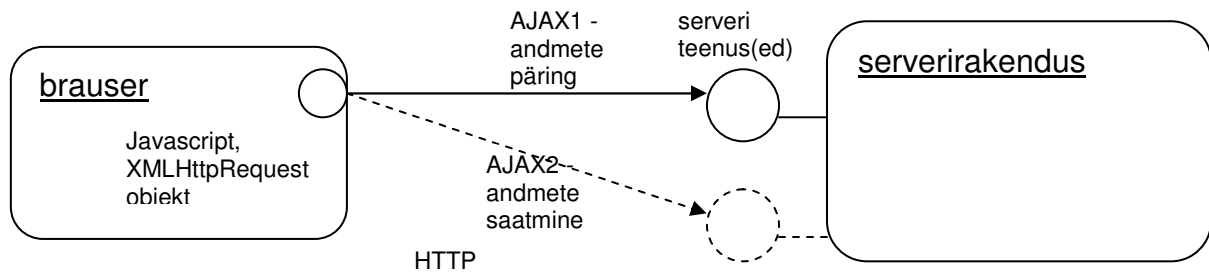 brauser
Javascript,
XMLHttpRequest
objekt
AJAX1 -
andmete
päring
AJAX2 -
andmete
saatmine
HTTP
serveri
teenus(ed)
serverirakendus